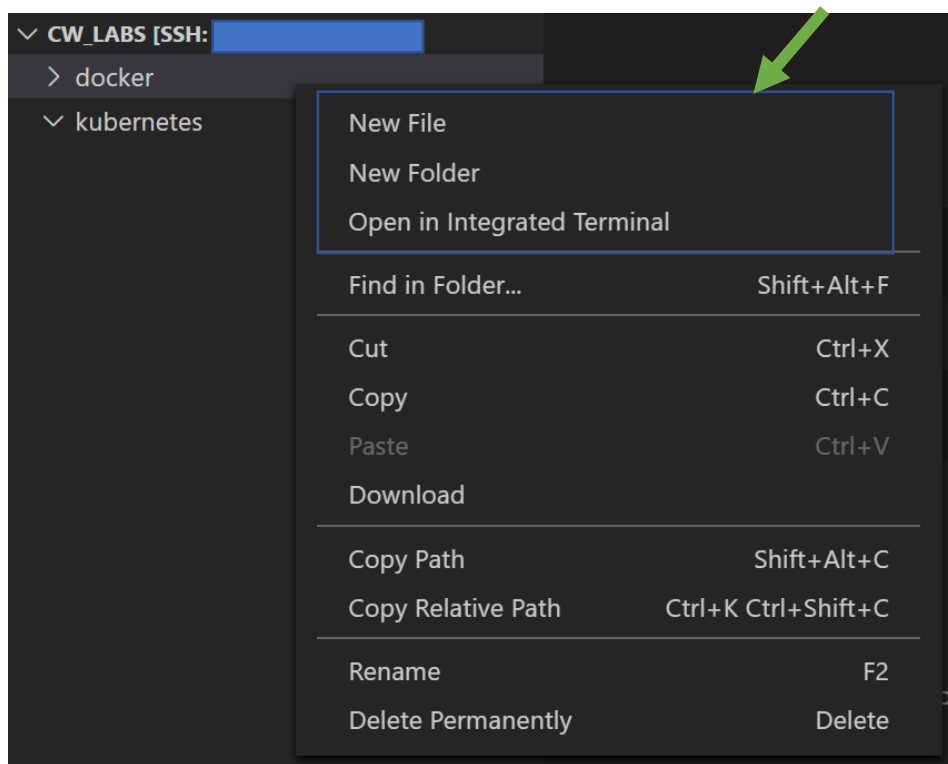 CW_LABS [SSH:
docker
kubernetes
New File
New Folder
Open in Integrated Terminal
Find in Folder... Shift+Alt+F
Cut Ctrl+X
Copy Ctrl+C
Paste Ctrl+V
Download
Copy Path Shift+Alt+C
Copy Relative Path Ctrl+K Ctrl+Shift+C
Rename F2
Delete Permanently Delete